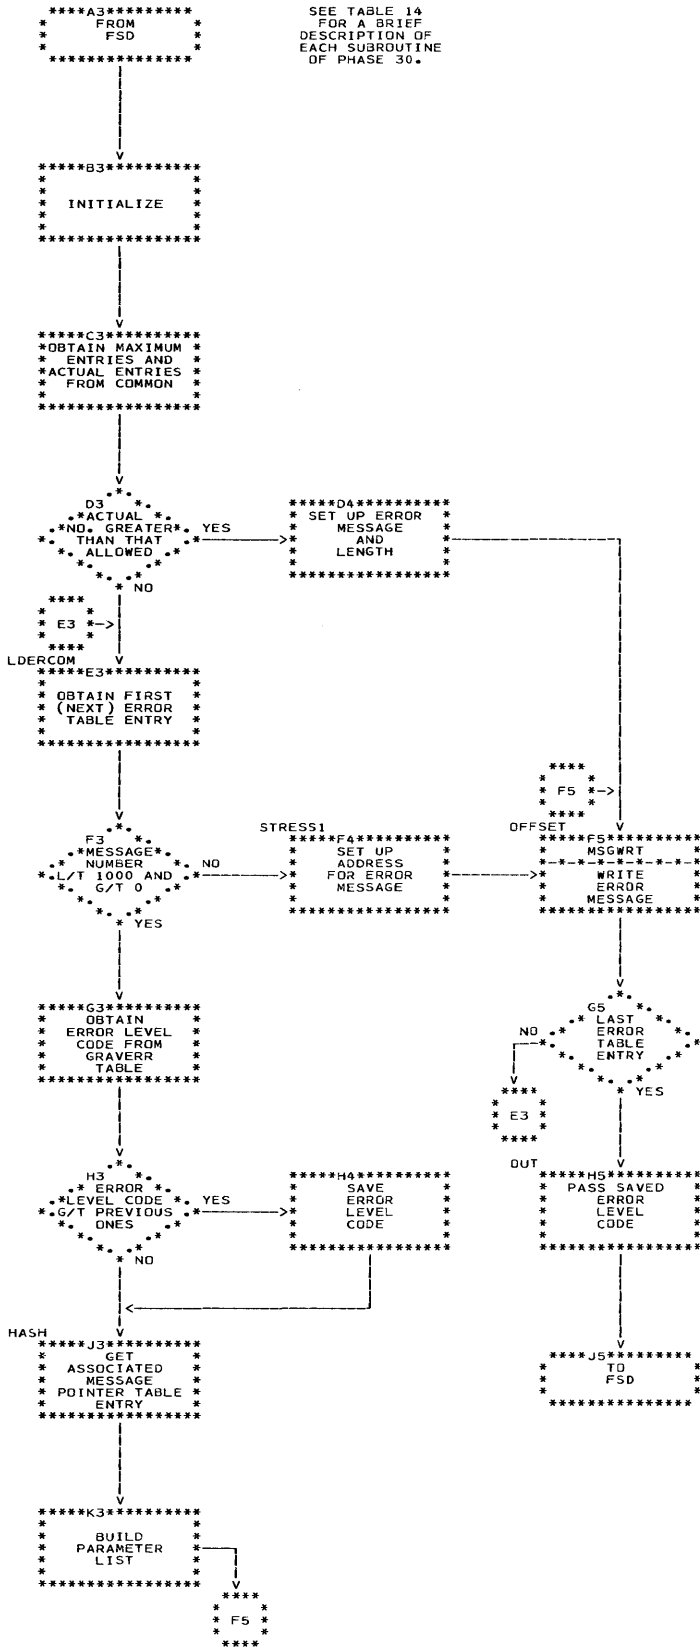 ****A3*********
FROM
FSD
SEE TABLE 14
FOR A BRIEF
DESCRIPTION OF
EACH SUBROUTINE
OF PHASE 30.
*****B3**********
INITIALIZE
*****C3**********
OBTAIN MAXIMUM
ENTRIES AND
ACTUAL ENTRIES
FROM COMMON
D3
ACTUAL
NO. GREATER
THAN THAT
ALLOWED
YES
NO
*****D4**********
SET UP ERROR
MESSAGE
AND
LENGTH
E3
LDERCOM
*****E3**********
OBTAIN FIRST
(NEXT) ERROR
TABLE ENTRY
F5
F3
MESSAGE
NUMBER
L/T 1000 AND
G/T 0
NO
YES
STRESS1
*****F4**********
SET UP
ADDRESS
FOR ERROR
MESSAGE
OFFSET
*****F5**********
MSGWRT
WRITE
ERROR
MESSAGE
*****G3**********
OBTAIN
ERROR LEVEL
CODE FROM
GRAVERR
TABLE
G5
LAST
ERROR
TABLE
ENTRY
NO
YES
E3
H3
ERROR
LEVEL CODE
G/T PREVIOUS
ONES
YES
NO
*****H4**********
SAVE
ERROR
LEVEL
CODE
OUT
*****H5**********
PASS SAVED
ERROR
LEVEL
CODE
HASH
*****J3**********
GET
ASSOCIATED
MESSAGE
POINTER TABLE
ENTRY
****J5*********
TO
FSD
*****K3**********
BUILD
PARAMETER
LIST
F5